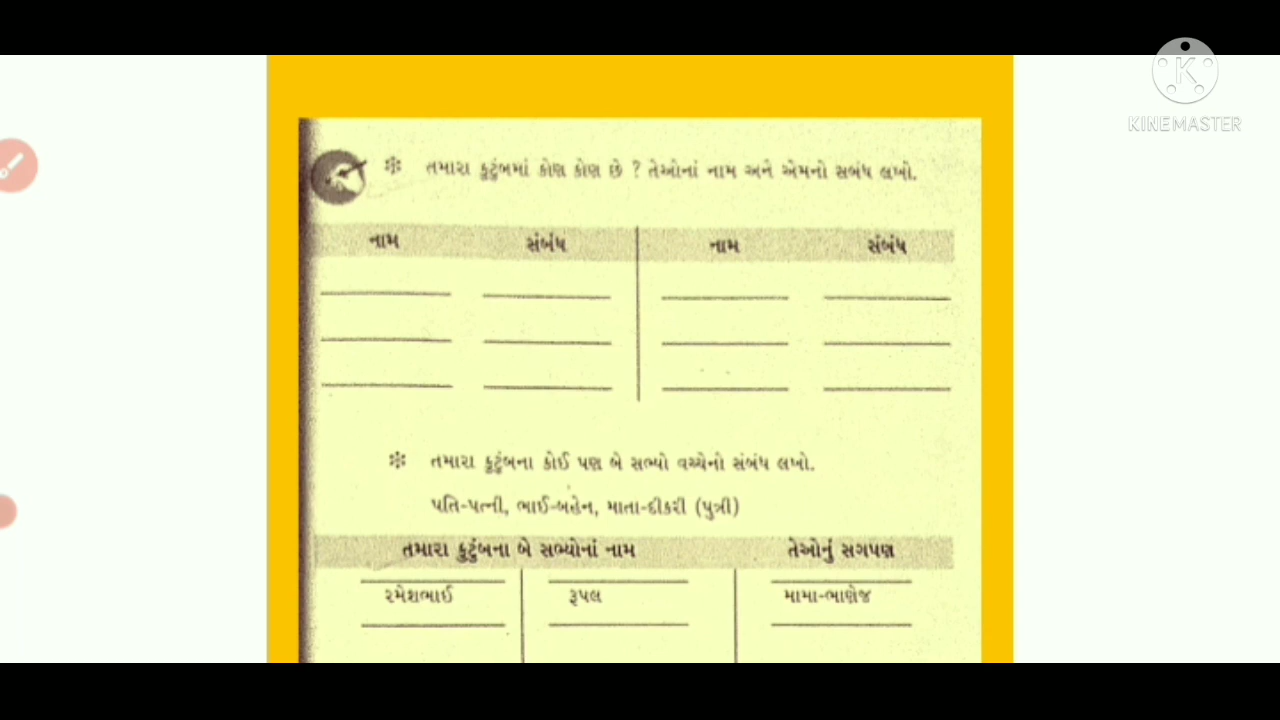 KINEMASTER
તમારા કુટુંબમાં કોણ કોણ છે ? તેઓનાં નામ અને એમનો સબંધ લખો.
નામ સંબંધ નામ સંબંધ
તમારા કુટુંબના કોઈ પણ બે સભ્યો વચ્ચેનો સંબંધ લખો.
પતિ-પત્ની, ભાઈ-બહેન, માતા-દીકરી (પુત્રી)
તમારા કુટુંબના બે સભ્યોનાં નામ તેઓનું સગપણ
રમેશભાઈ રૂપલ મામા-ભાણેજ